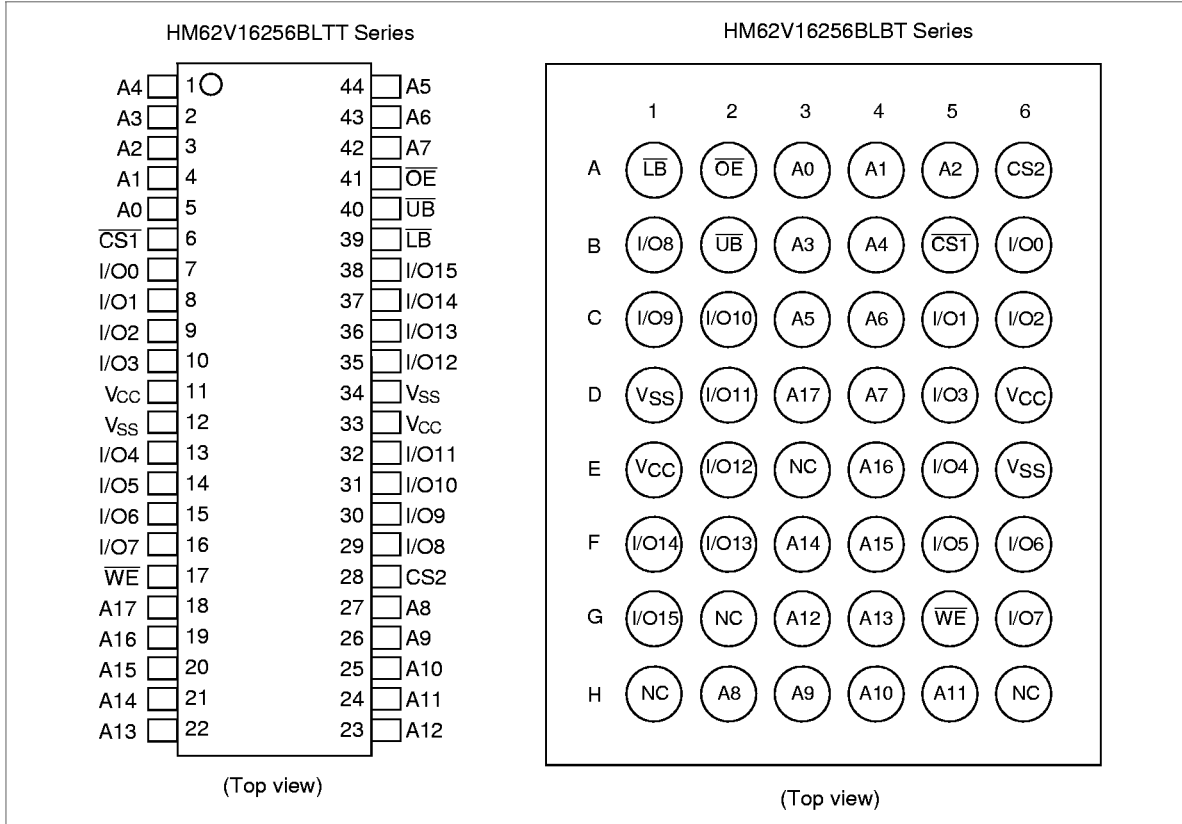 HM62V16256BLTT Series
A4 1 44 A5
A3 2 43 A6
A2 3 42 A7
A1 4 41 OE
A0 5 40 UB
CS1 6 39 LB
I/O0 7 38 I/O15
I/O1 8 37 I/O14
I/O2 9 36 I/O13
I/O3 10 35 I/O12
VCC 11 34 VSS
VSS 12 33 VCC
I/O4 13 32 I/O11
I/O5 14 31 I/O10
I/O6 15 30 I/O9
I/O7 16 29 I/O8
WE 17 28 CS2
A17 18 27 A8
A16 19 26 A9
A15 20 25 A10
A14 21 24 A11
A13 22 23 A12
(Top view)
HM62V16256BLBT Series
1 2 3 4 5 6
A LB OE A0 A1 A2 CS2
B I/O8 UB A3 A4 CS1 I/O0
C I/O9 I/O10 A5 A6 I/O1 I/O2
D VSS I/O11 A17 A7 I/O3 VCC
E VCC I/O12 NC A16 I/O4 VSS
F I/O14 I/O13 A14 A15 I/O5 I/O6
G I/O15 NC A12 A13 WE I/O7
H NC A8 A9 A10 A11 NC
(Top view)